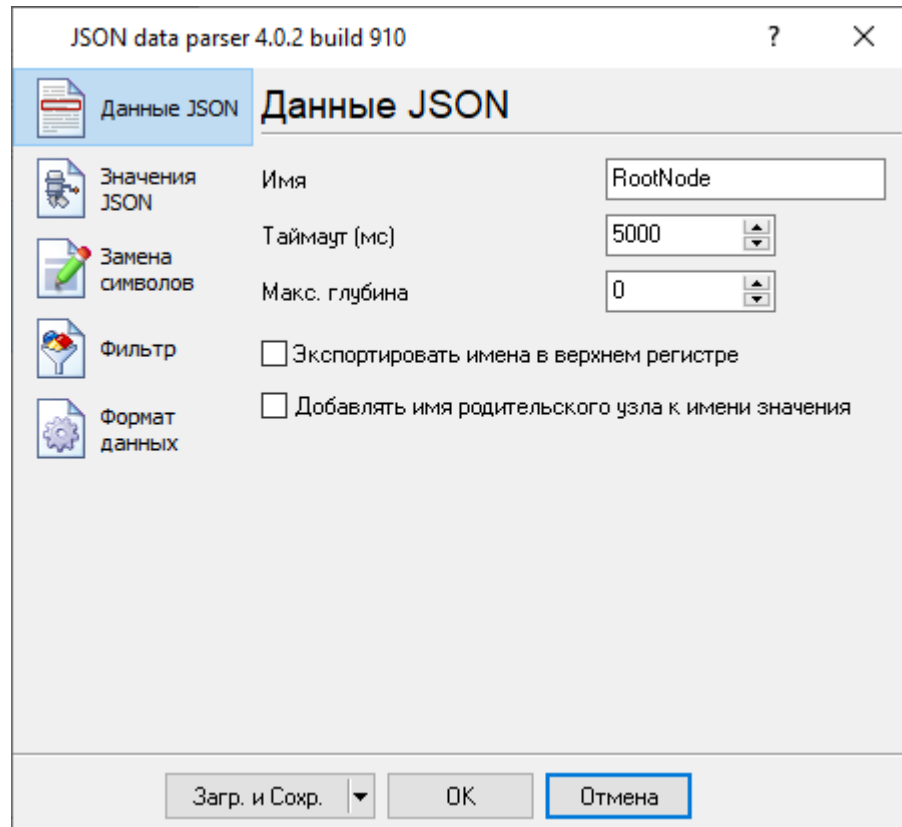 JSON data parser 4.0.2 build 910
?
Данные JSON
Данные JSON
Значения
JSON
Имя
RootNode
Таймаут (мс)
5000
Замена
символов
Макс. глубина
0
Фильтр
Экспортировать имена в верхнем регистре
Формат
данных
Добавлять имя родительского узла к имени значения
Загр. и Сохр.
OK
Отмена